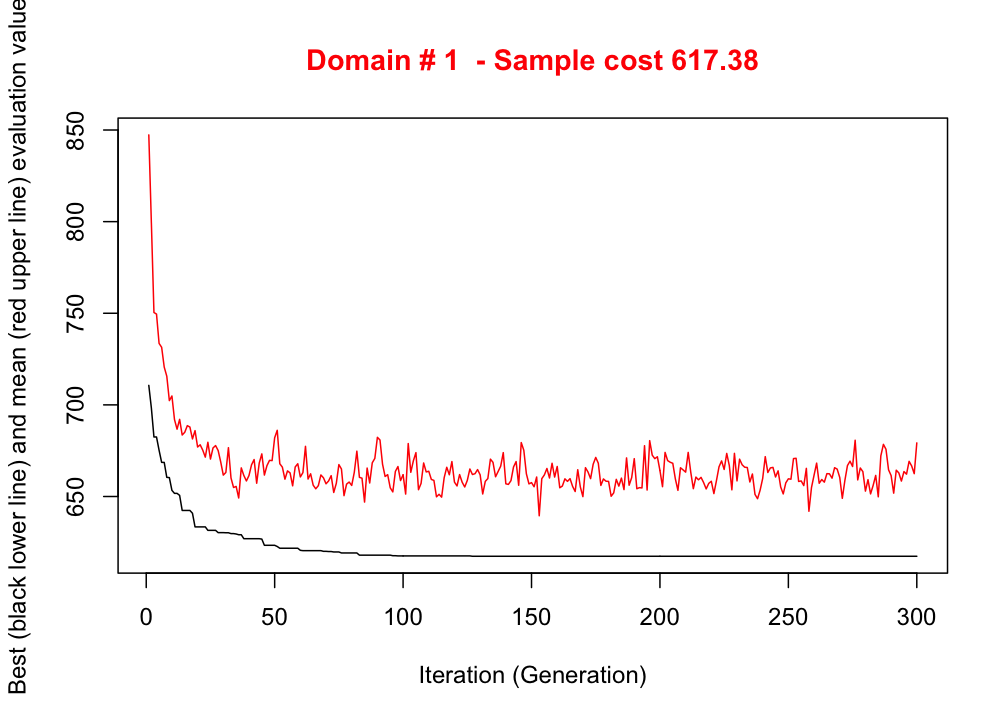 Domain # 1  - Sample cost 617.38
Best (black lower line) and mean (red upper line) evaluation value
850
800
750
700
650
0 50 100 150 200 250 300
Iteration (Generation)